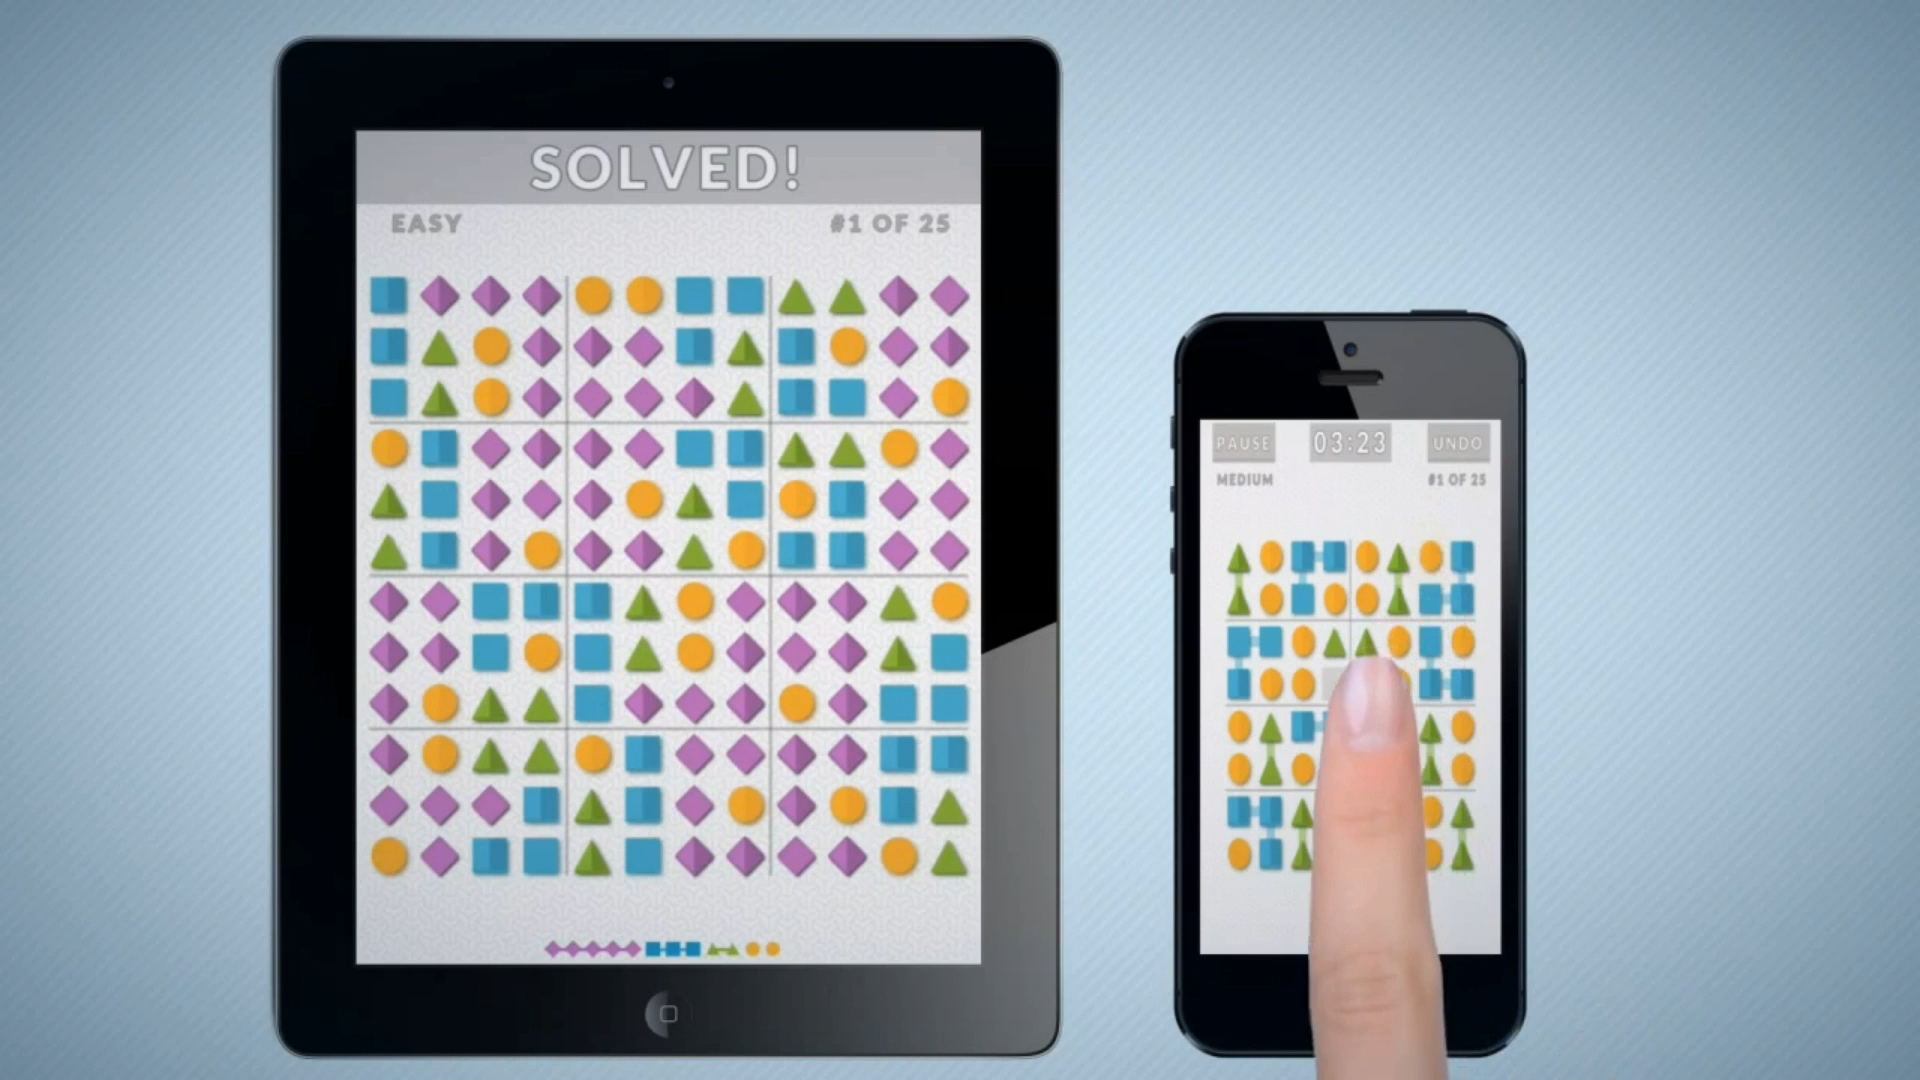 SOLVED!
EASY
#1 OF 25
PAUSE
03:23
UNDO
MEDIUM
#1 OF 25